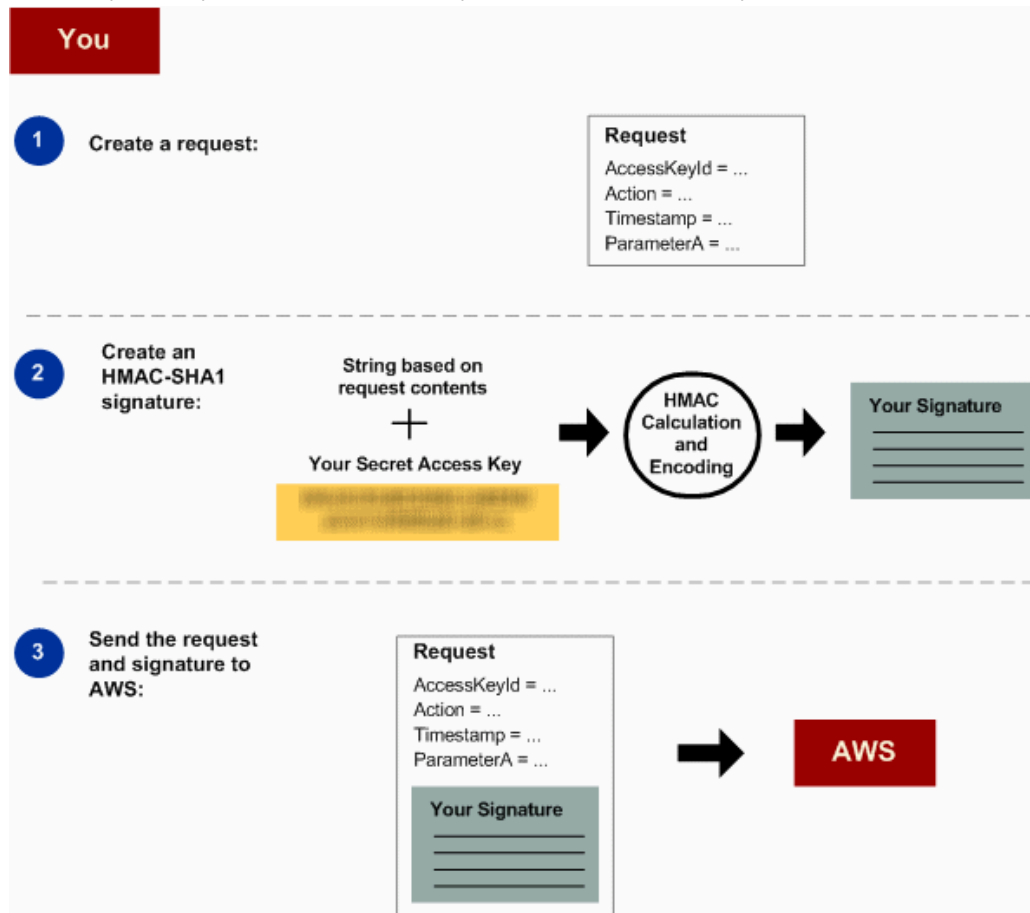 You
1
Create a request:
Request
AccessKeyId = ...
Action = ...
Timestamp = ...
ParameterA = ...
2
Create an
HMAC-SHA1
signature:
String based on
request contents
+
Your Secret Access Key
HMAC
Calculation
and
Encoding
Your Signature
3
Send the request
and signature to
AWS:
Request
AccessKeyId = ...
Action = ...
Timestamp = ...
ParameterA = ...
Your Signature
AWS